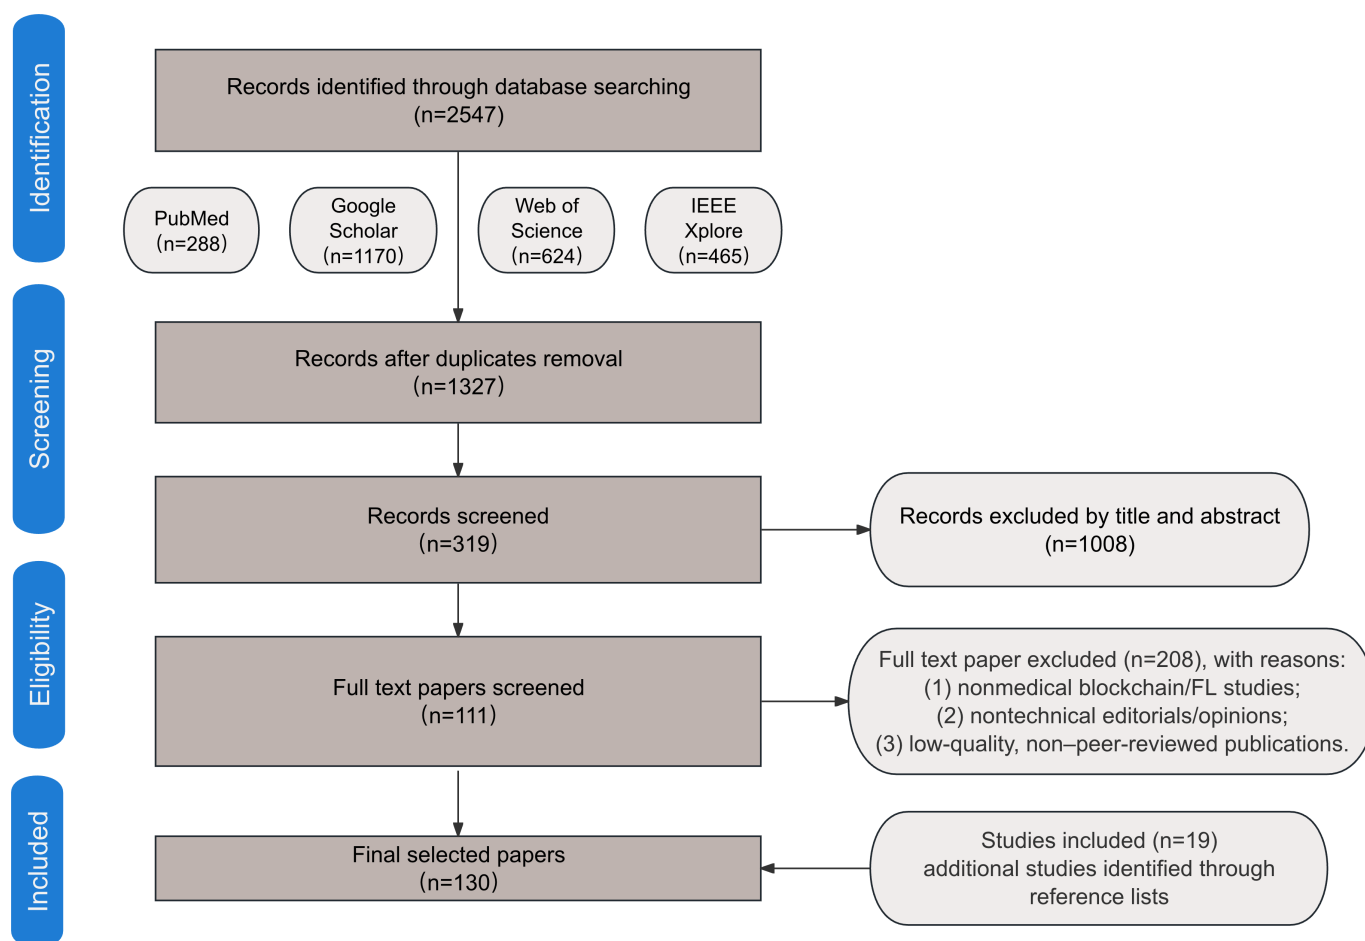 Identification
Records identified through database searching
(n=2547)
PubMed
(n=288)
Google
Scholar
(n=1170)
Web of
Science
(n=624)
IEEE
Xplore
(n=465)
Screening
Records after duplicates removal
(n=1327)
Records screened
(n=319)
Records excluded by title and abstract
(n=1008)
Eligibility
Full text papers screened
(n=111)
Full text paper excluded (n=208), with reasons:
(1) nonmedical blockchain/FL studies;
(2) nontechnical editorials/opinions;
(3) low-quality, non–peer-reviewed publications.
Included
Final selected papers
(n=130)
Studies included (n=19)
additional studies identified through
reference lists